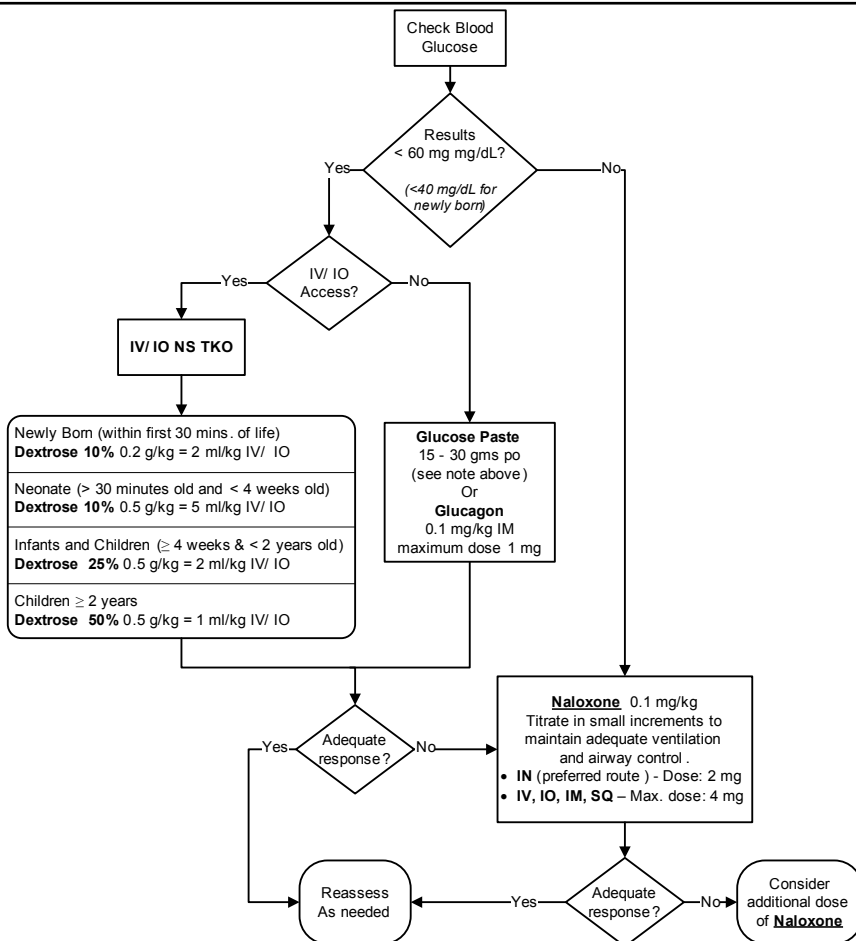 Check Blood
Glucose
Results
< 60 mg mg/dL?
(<40 mg/dL for
newly born)
Yes
No
IV/ IO
Access?
Yes
No
IV/ IO NS TKO
Newly Born (within first 30 mins. of life)
Dextrose 10% 0.2 g/kg = 2 ml/kg IV/ IO
Neonate (> 30 minutes old and < 4 weeks old)
Dextrose 10% 0.5 g/kg = 5 ml/kg IV/ IO
Infants and Children (≥ 4 weeks & < 2 years old)
Dextrose 25% 0.5 g/kg = 2 ml/kg IV/ IO
Children ≥ 2 years
Dextrose 50% 0.5 g/kg = 1 ml/kg IV/ IO
Glucose Paste
15 - 30 gms po
(see note above)
Or
Glucagon
0.1 mg/kg IM
maximum dose 1 mg
Adequate
response?
Yes
No
Naloxone 0.1 mg/kg
Titrate in small increments to
maintain adequate ventilation
and airway control.
• IN (preferred route) - Dose: 2 mg
• IV, IO, IM, SQ – Max. dose: 4 mg
Reassess
As needed
Yes
Adequate
response?
No
Consider
additional dose
of Naloxone